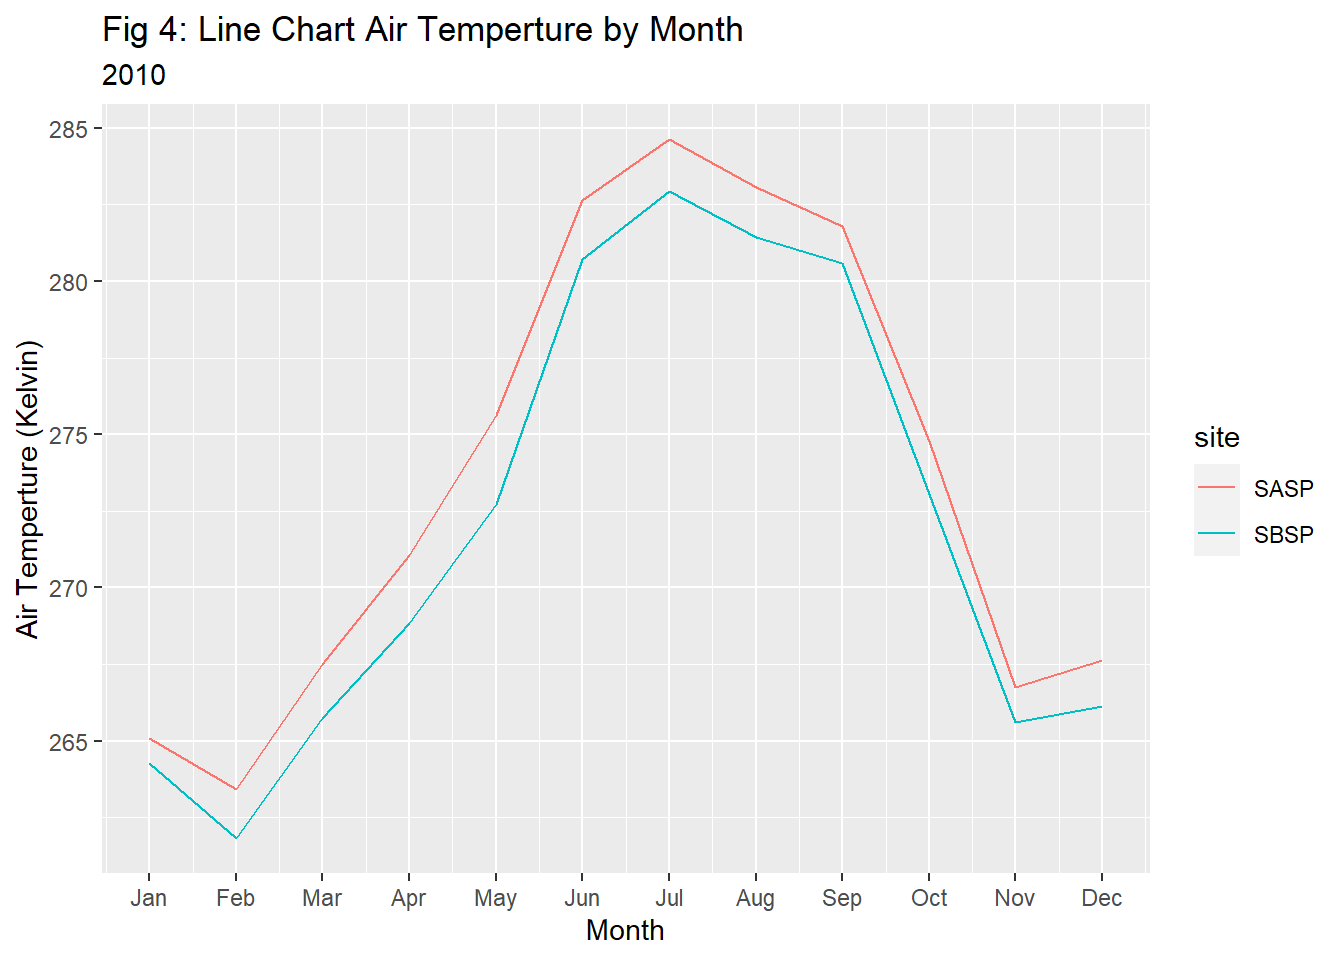 Fig 4: Line Chart Air Temperture by Month
2010
285
280
275
270
265
Air Temperture (Kelvin)
Jan Feb Mar Apr May Jun Jul Aug Sep Oct Nov Dec
Month
site
SASP
SBSP